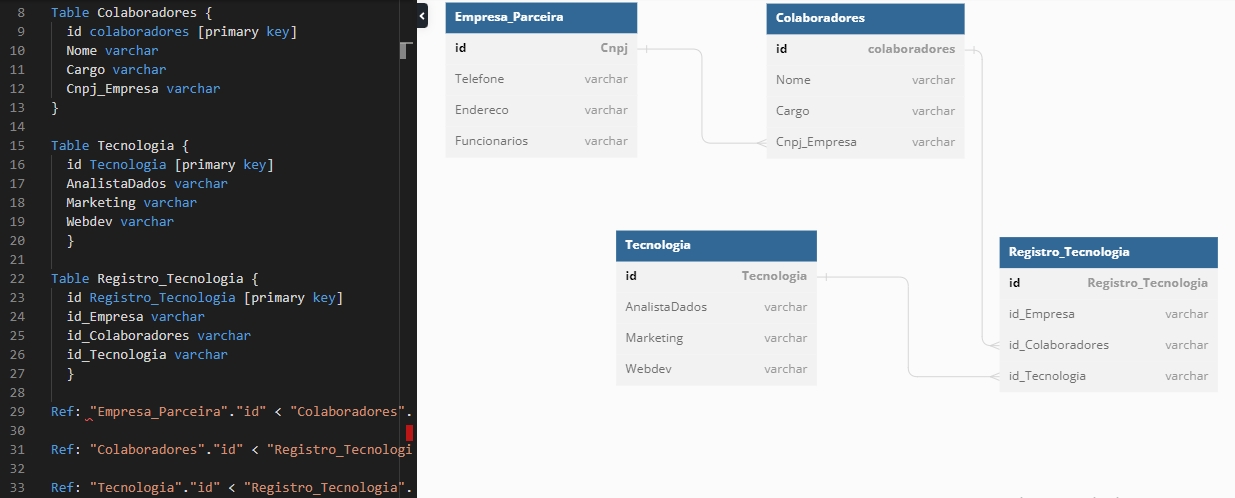 8 Table Colaboradores {
9 id colaboradores [primary key]
10 Nome varchar
11 Cargo varchar
12 Cnpj_Empresa varchar
13 }
14
15 Table Tecnologia {
16 id Tecnologia [primary key]
17 AnalistaDados varchar
18 Marketing varchar
19 Webdev varchar
20 }
21
22 Table Registro_Tecnologia {
23 id Registro_Tecnologia [primary key]
24 id_Empresa varchar
25 id_Colaboradores varchar
26 id_Tecnologia varchar
27 }
28
29 Ref: "Empresa_Parceira"."id" < "Colaboradores".
30
31 Ref: "Colaboradores"."id" < "Registro_Tecnologi
32
33 Ref: "Tecnologia"."id" < "Registro_Tecnologia".
Empresa_Parceira
id Cnpj
Telefone varchar
Endereco varchar
Funcionarios varchar
Colaboradores
id colaboradores
Nome varchar
Cargo varchar
Cnpj_Empresa varchar
Tecnologia
id Tecnologia
AnalistaDados varchar
Marketing varchar
Webdev varchar
Registro_Tecnologia
id Registro_Tecnologia
id_Empresa varchar
id_Colaboradores varchar
id_Tecnologia varchar